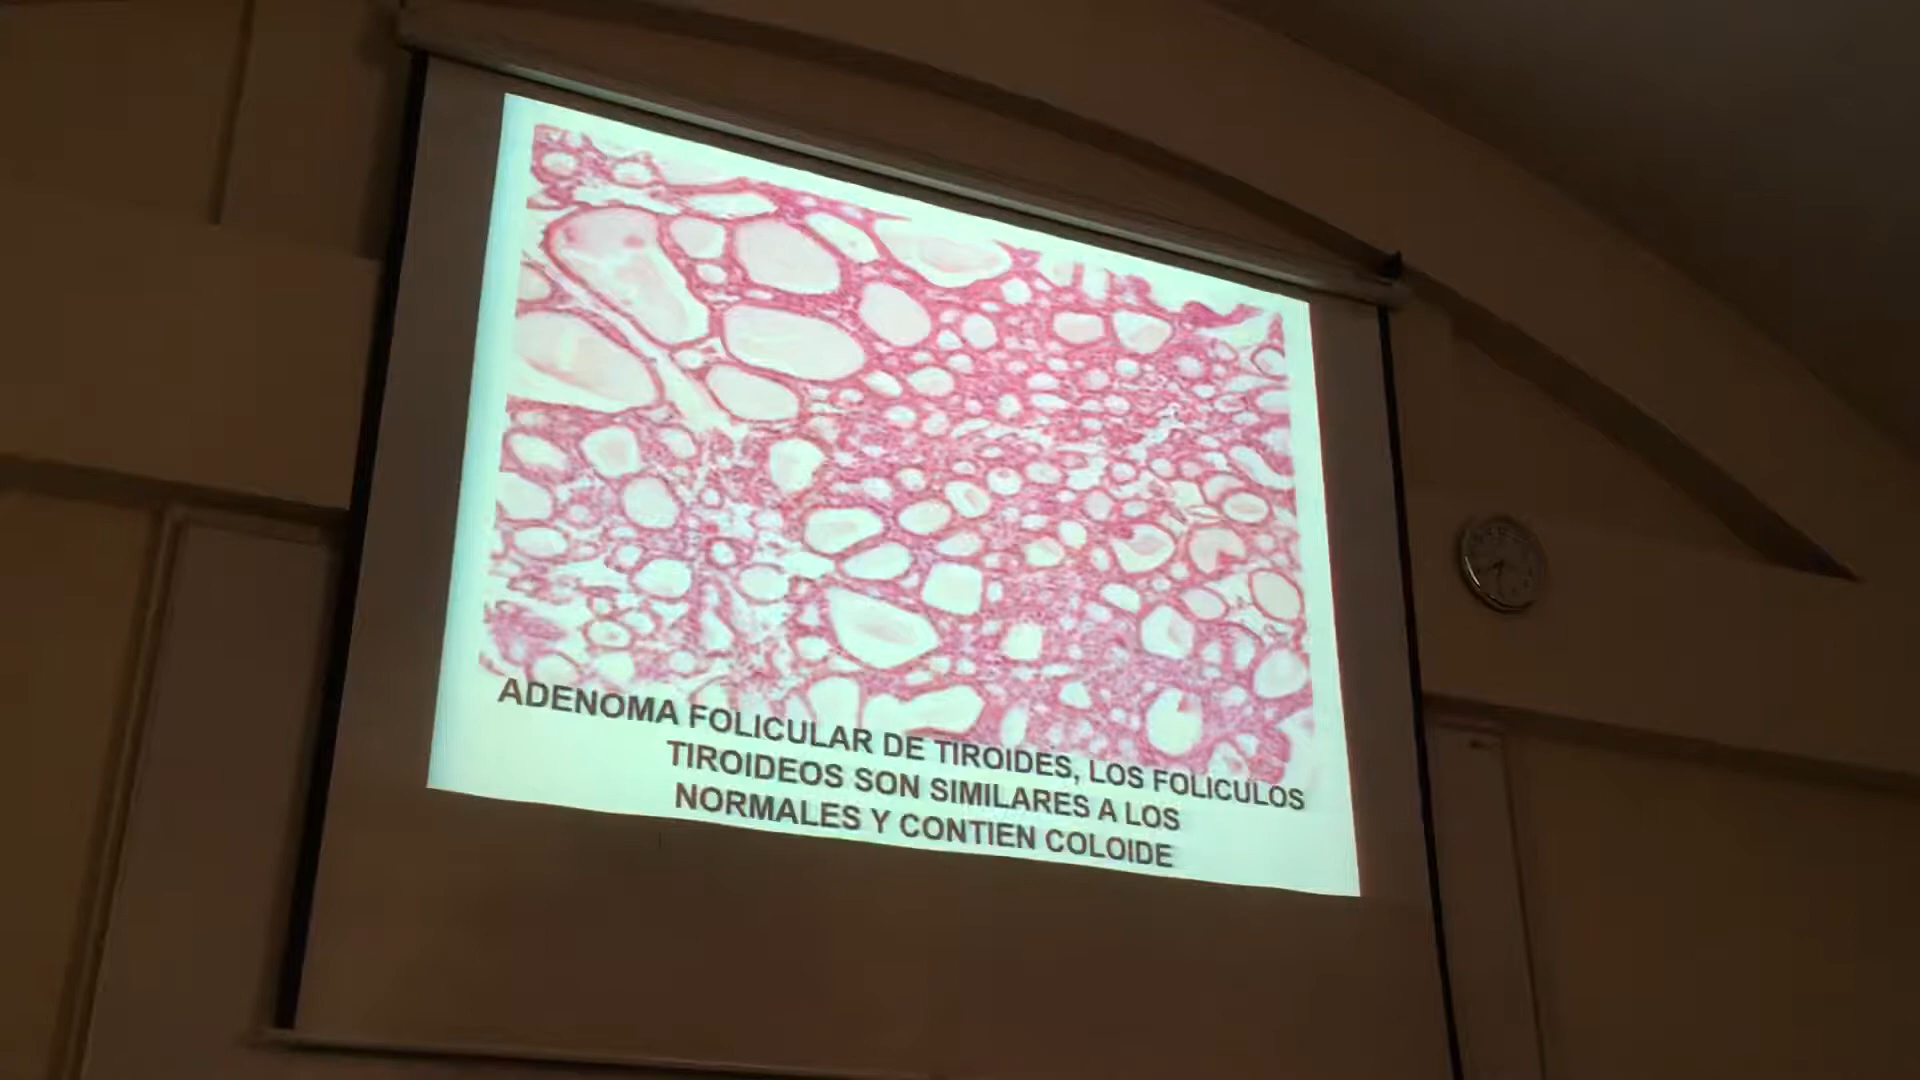 ADENOMA FOLICULAR DE TIROIDES, LOS FOLICULOS
TIROIDEOS SON SIMILARES A LOS
NORMALES Y CONTIEN COLOIDE